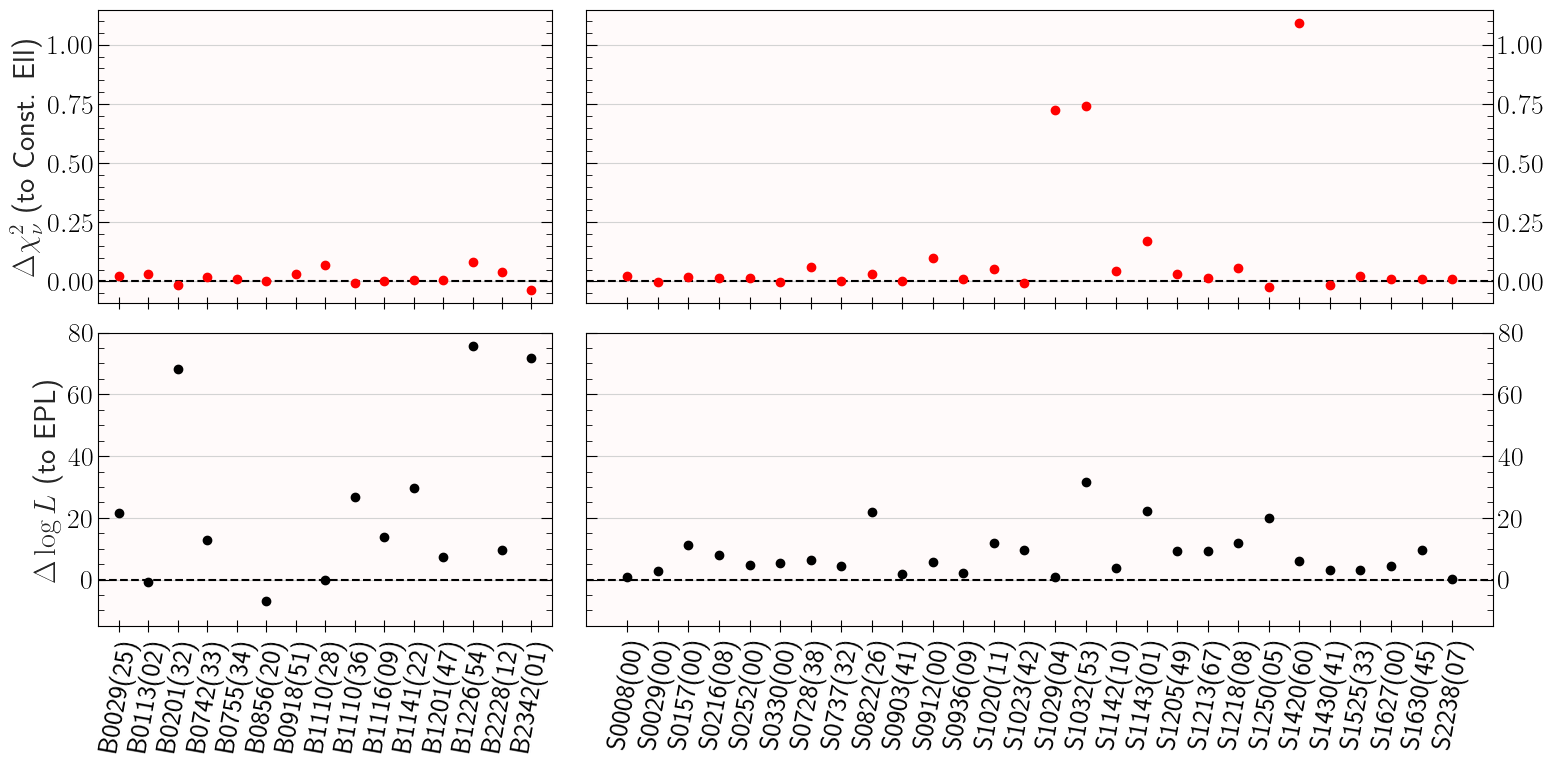 Δχ²ν (to Const. Ell)
1.00
0.75
0.50
0.25
0.00
1.00
0.75
0.50
0.25
0.00
Δ log L (to EPL)
80
60
40
20
0
80
60
40
20
0
B0029(25)
B0113(02)
B0201(32)
B0742(33)
B0755(34)
B0856(20)
B0918(51)
B1110(28)
B1110(36)
B1116(09)
B1141(22)
B1201(47)
B1226(54)
B2228(12)
B2342(01)
S0008(00)
S0029(00)
S0157(00)
S0216(08)
S0252(00)
S0330(00)
S0728(38)
S0737(32)
S0822(26)
S0903(41)
S0912(00)
S0936(09)
S1020(11)
S1023(42)
S1029(04)
S1032(53)
S1142(10)
S1143(01)
S1205(49)
S1213(67)
S1218(08)
S1250(05)
S1420(60)
S1430(41)
S1525(33)
S1627(00)
S1630(45)
S2238(07)